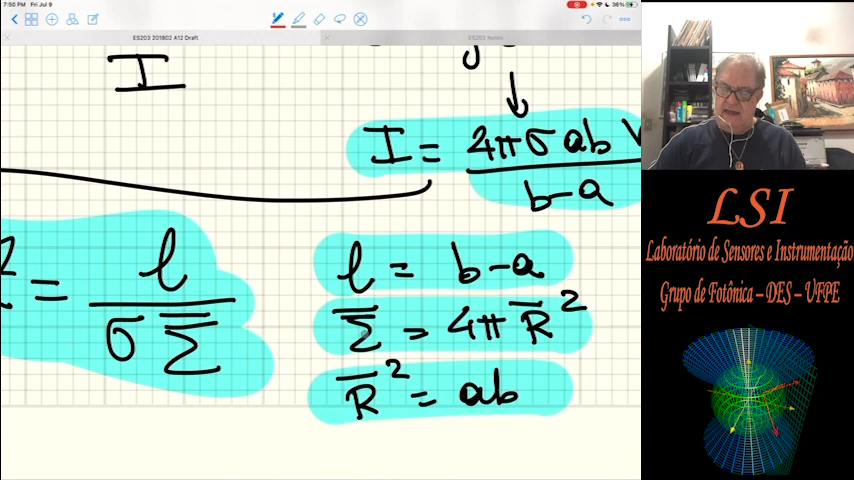 7:50 PM Fri Jul 9
38%
ES203 201802 A12 Draft
ES203 Notes
I
I = 4πσ ab V
b-a
= l
σ Σ̅
l = b-a
Σ̅ = 4π R̅²
R̅² = ab
LSI
Laboratório de Sensores e Instrumentação
Grupo de Fotônica – DES – UFPE